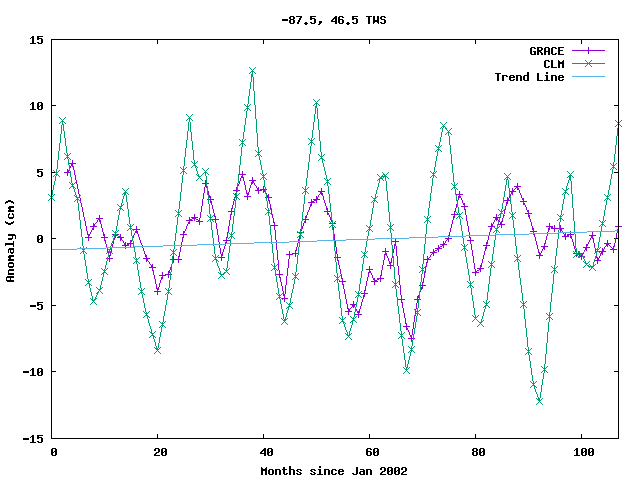 -87.5, 46.5 TWS
GRACE
CLM
Trend Line
Anomaly (cm)
15
10
5
0
-5
-10
-15
0 20 40 60 80 100
Months since Jan 2002